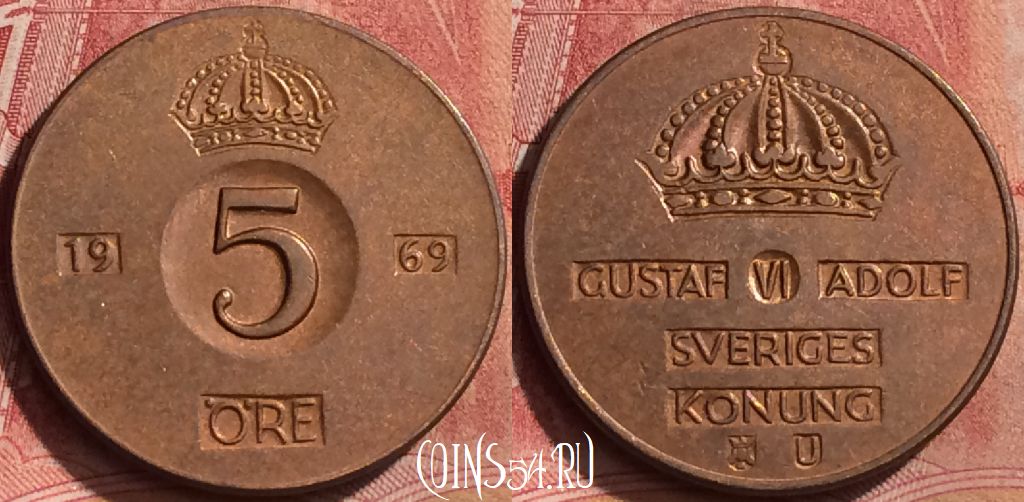 5
19 69
ÖRE
GUSTAF VI ADOLF
SVERIGES
KONUNG
U
COINS54.RU